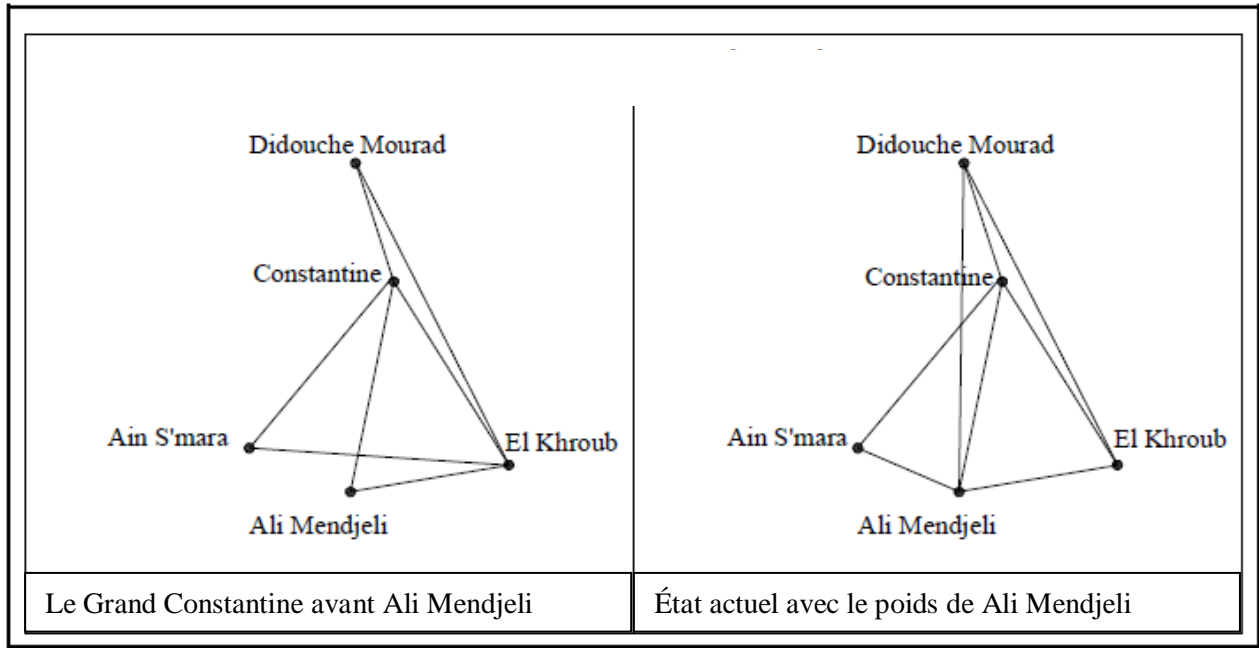 Didouche Mourad
Constantine
Ain S'mara
El Khroub
Ali Mendjeli
Le Grand Constantine avant Ali Mendjeli
Didouche Mourad
Constantine
Ain S'mara
El Khroub
Ali Mendjeli
État actuel avec le poids de Ali Mendjeli